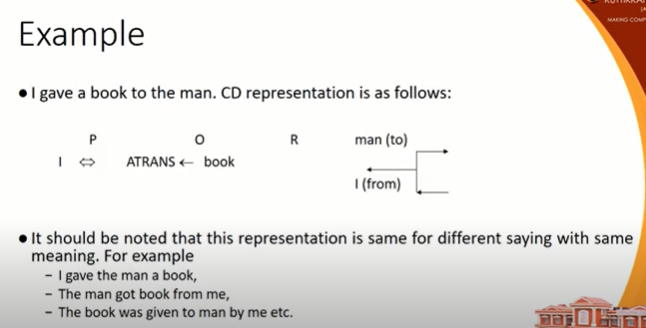 MAKING COMP
Example
• I gave a book to the man. CD representation is as follows:
P O R man (to)
I ⇔ ATRANS ← book
I (from)
• It should be noted that this representation is same for different saying with same
meaning. For example
– I gave the man a book,
– The man got book from me,
– The book was given to man by me etc.